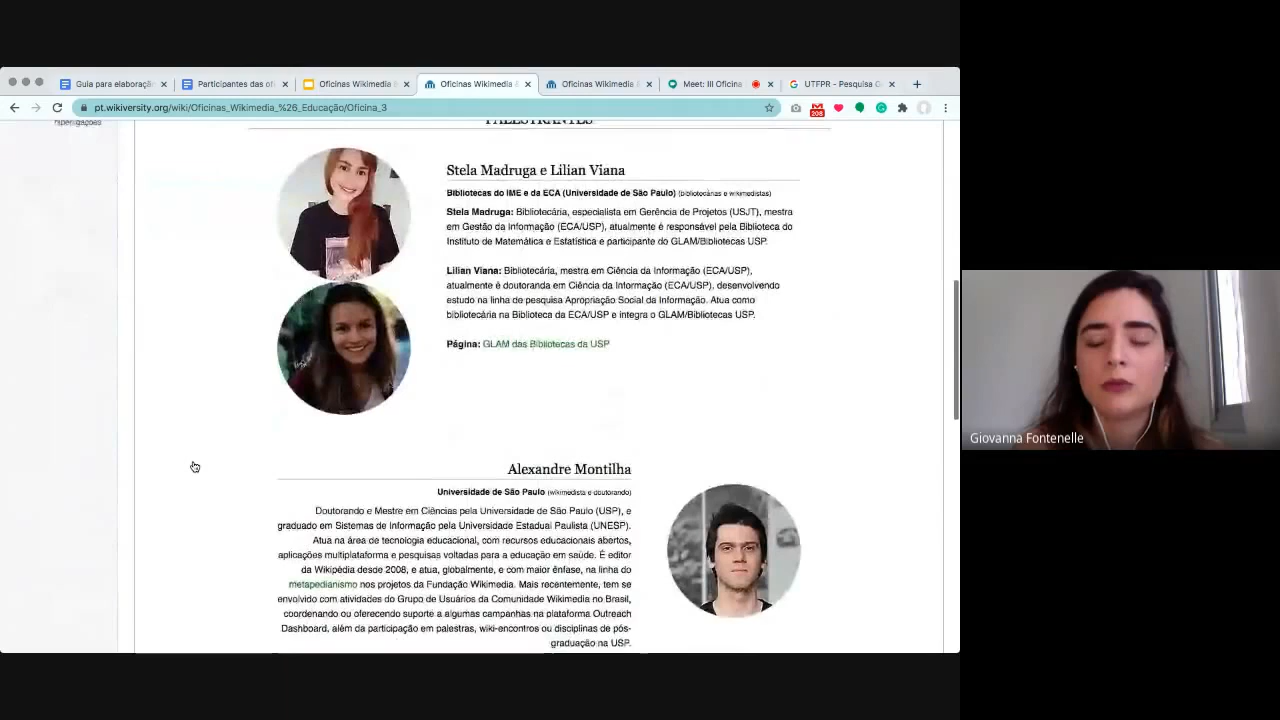 Guia para elaboração
Participantes das ofi
Oficinas Wikimedia
Oficinas Wikimedia
Oficinas Wikimedia
Meet: III Oficina
UTFPR - Pesquisa
pt.wikiversity.org/wiki/Oficinas_Wikimedia_%26_Educação/Oficina_3
208
hiperligações
PALESTRANTES
Stela Madruga e Lilian Viana
Bibliotecas do IME e da ECA (Universidade de São Paulo) (bibliotecárias e wikimedistas)
Stela Madruga: Bibliotecária, especialista em Gerência de Projetos (USJT), mestra
em Gestão da Informação (ECA/USP), atualmente é responsável pela Biblioteca do
Instituto de Matemática e Estatística e participante do GLAM/Bibliotecas USP.
Lilian Viana: Bibliotecária, mestra em Ciência da Informação (ECA/USP),
atualmente é doutoranda em Ciência da Informação (ECA/USP), desenvolvendo
estudo na linha de pesquisa Apropriação Social da Informação. Atua como
bibliotecária na Biblioteca da ECA/USP e integra o GLAM/Bibliotecas USP.
Página: GLAM das Bibliotecas da USP
Alexandre Montilha
Universidade de São Paulo (wikimedista e doutorando)
Doutorando e Mestre em Ciências pela Universidade de São Paulo (USP), e
graduado em Sistemas de Informação pela Universidade Estadual Paulista (UNESP).
Atua na área de tecnologia educacional, com recursos educacionais abertos,
aplicações multiplataforma e pesquisas voltadas para a educação em saúde. É editor
da Wikipédia desde 2008, e atua, globalmente, e com maior ênfase, na linha do
metapedianismo nos projetos da Fundação Wikimedia. Mais recentemente, tem se
envolvido com atividades do Grupo de Usuários da Comunidade Wikimedia no Brasil,
coordenando ou oferecendo suporte a algumas campanhas na plataforma Outreach
Dashboard, além da participação em palestras, wiki-encontros ou disciplinas de pós-
graduação na USP.
Giovanna Fontenelle